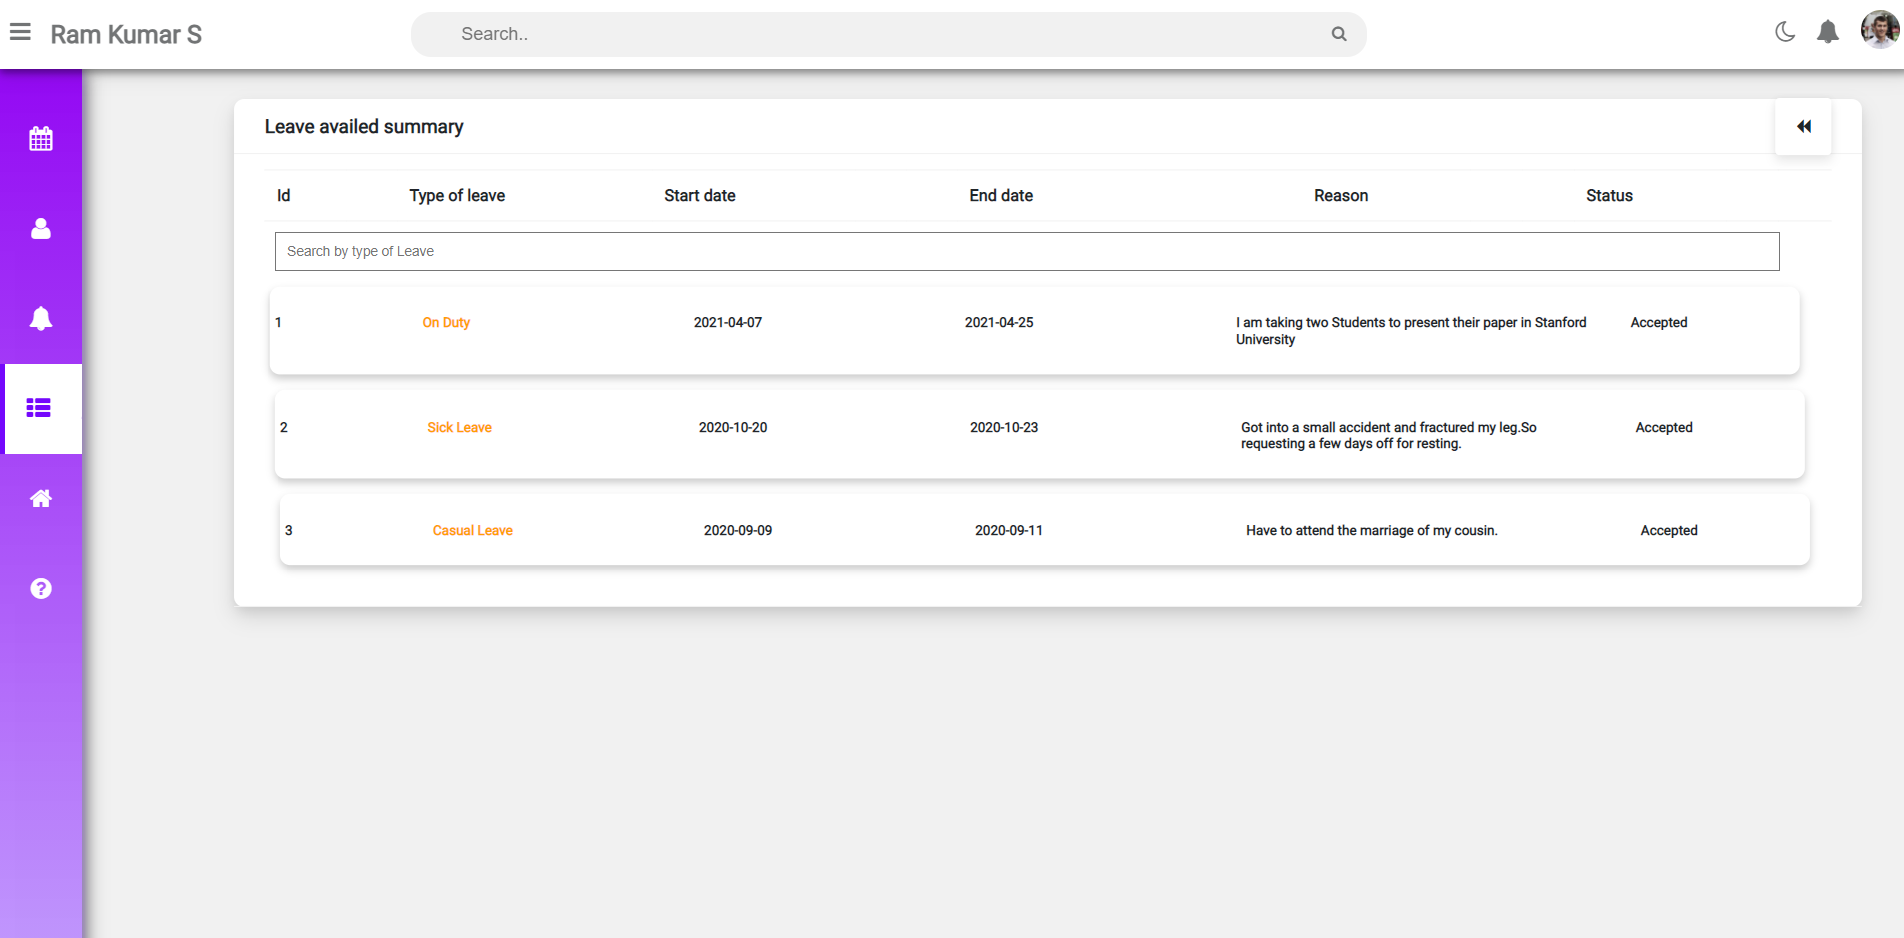 Ram Kumar S
Search..
Leave availed summary
Id Type of leave Start date End date Reason Status
Search by type of Leave
1 On Duty 2021-04-07 2021-04-25 I am taking two Students to present their paper in Stanford Accepted
University
2 Sick Leave 2020-10-20 2020-10-23 Got into a small accident and fractured my leg.So Accepted
requesting a few days off for resting.
3 Casual Leave 2020-09-09 2020-09-11 Have to attend the marriage of my cousin. Accepted